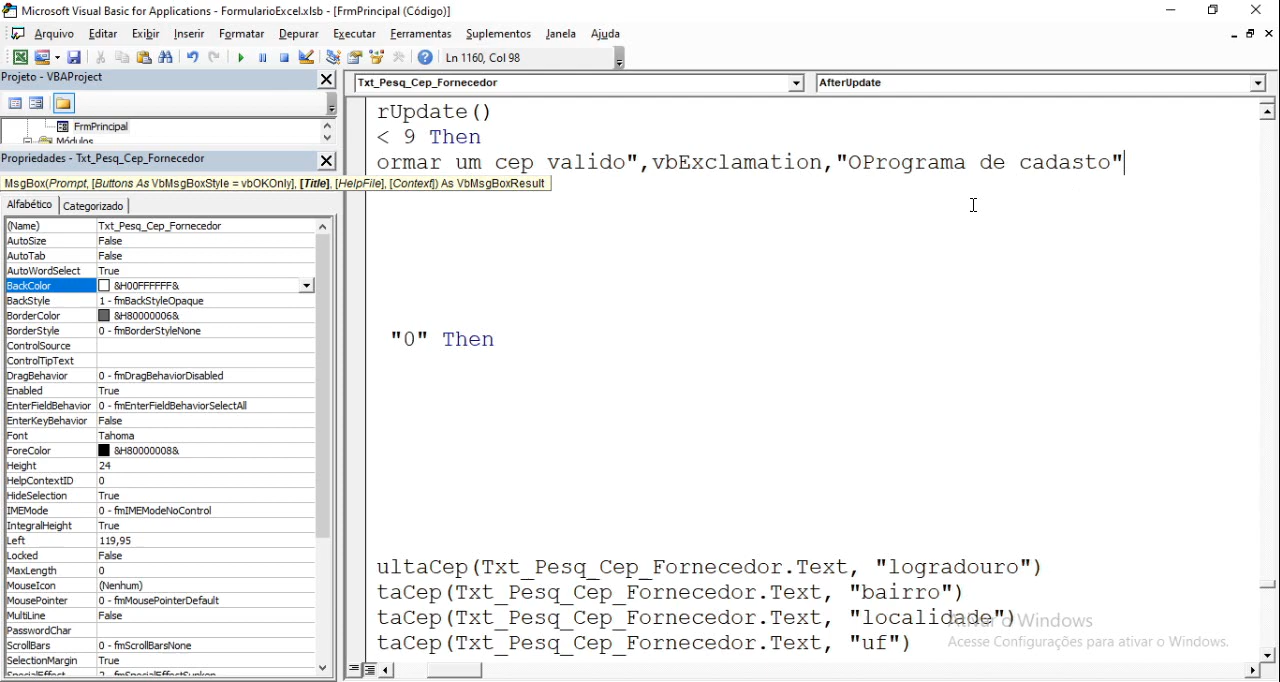 Microsoft Visual Basic for Applications - FormularioExcel.xlsb - [FrmPrincipal (Código)]
Arquivo Editar Exibir Inserir Formatar Depurar Executar Ferramentas Suplementos Janela Ajuda
Ln 1160, Col 98
Projeto - VBAProject
FrmPrincipal
Módulos
Propriedades - Txt_Pesq_Cep_Fornecedor
MsgBox(Prompt, [Buttons As VbMsgBoxStyle = vbOKOnly], [Title], [HelpFile], [Context]) As VbMsgBoxResult
Alfabético Categorizado
(Name) Txt_Pesq_Cep_Fornecedor
AutoSize False
AutoTab False
AutoWordSelect True
BackColor &H00FFFFFF&
BackStyle 1 - fmBackStyleOpaque
BorderColor &H80000006&
BorderStyle 0 - fmBorderStyleNone
ControlSource
ControlTipText
DragBehavior 0 - fmDragBehaviorDisabled
Enabled True
EnterFieldBehavior 0 - fmEnterFieldBehaviorSelectAll
EnterKeyBehavior False
Font Tahoma
ForeColor &H80000008&
Height 24
HelpContextID 0
HideSelection True
IMEMode 0 - fmIMEModeNoControl
IntegralHeight True
Left 119,95
Locked False
MaxLength 0
MouseIcon (Nenhum)
MousePointer 0 - fmMousePointerDefault
MultiLine False
PasswordChar
ScrollBars 0 - fmScrollBarsNone
SelectionMargin True
SpecialEffect 2 - fmSpecialEffectSunken
Txt_Pesq_Cep_Fornecedor AfterUpdate
rUpdate()
< 9 Then
ormar um cep valido",vbExclamation,"OPrograma de cadasto"
"0" Then
ultaCep(Txt_Pesq_Cep_Fornecedor.Text, "logradouro")
taCep(Txt_Pesq_Cep_Fornecedor.Text, "bairro")
taCep(Txt_Pesq_Cep_Fornecedor.Text, "localidade")
taCep(Txt_Pesq_Cep_Fornecedor.Text, "uf")
Ativar o Windows
Acesse Configurações para ativar o Windows.